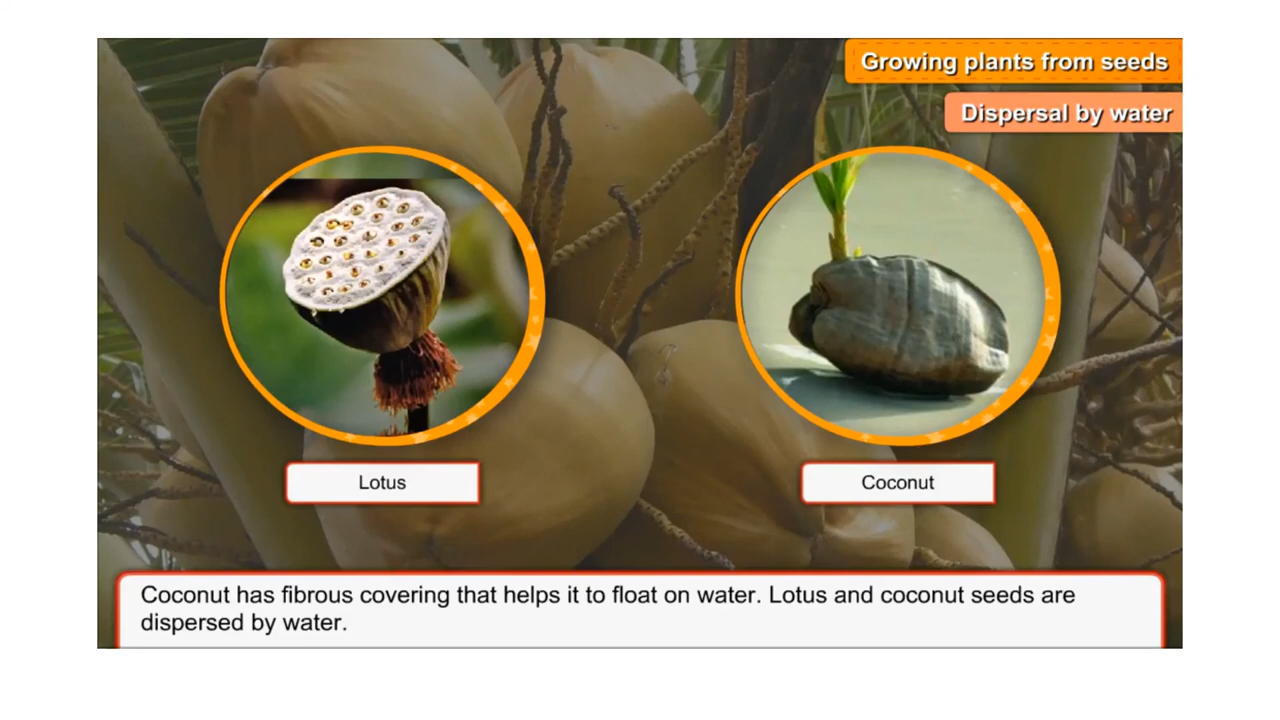 Growing plants from seeds
Dispersal by water
Lotus
Coconut
Coconut has fibrous covering that helps it to float on water. Lotus and coconut seeds are
dispersed by water.